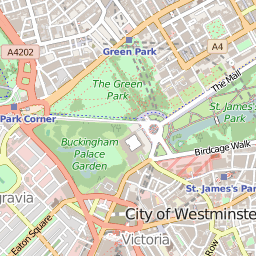 A4202
Green Park
A4
The Green
Park
The Mall
St. James's
Park
Park Corner
Birdcage Walk
Buckingham
Palace
Garden
St. James's Par
gravia
City of Westminste
Eaton Square
Victoria
Row